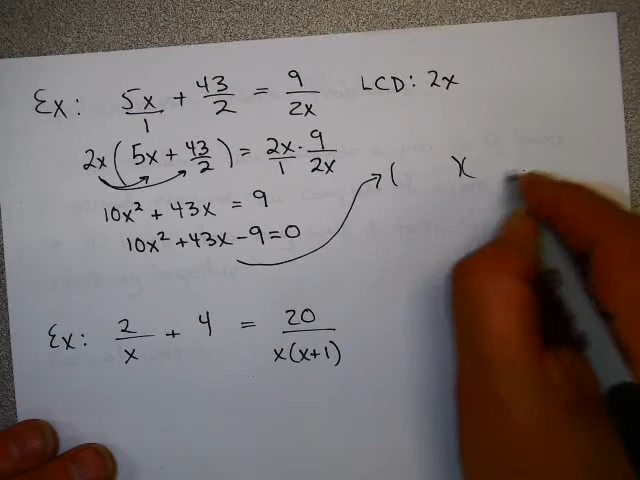 Ex: 5x/1 + 43/2 = 9/2x LCD: 2x
2x(5x + 43/2) = 2x/1 · 9/2x
10x² + 43x = 9
10x² + 43x - 9 = 0 ( )(
Ex: 2/x + 4 = 20/x(x+1)